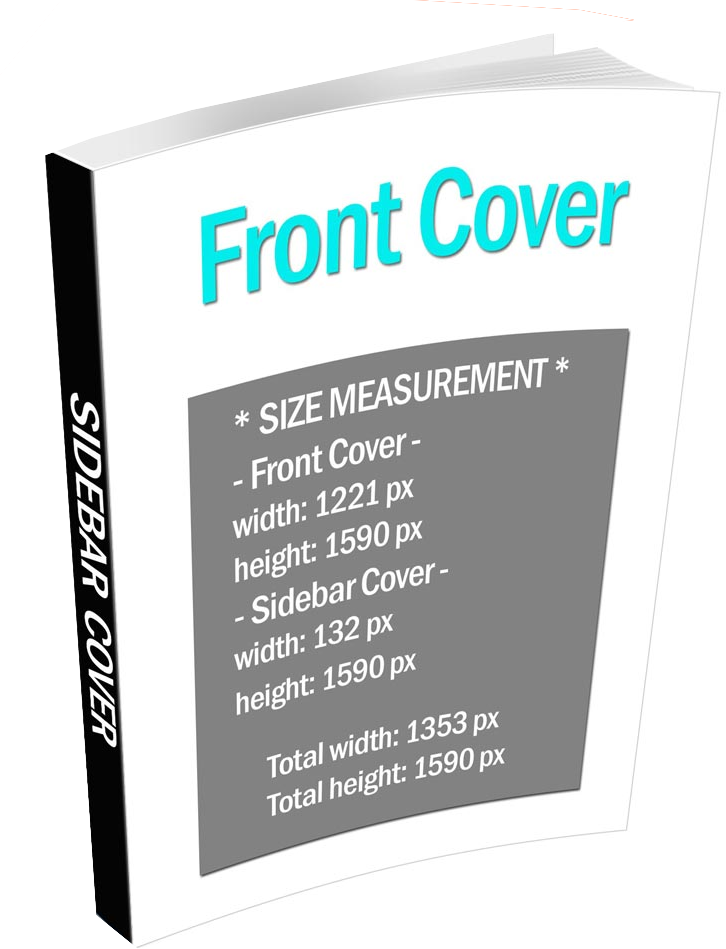 Front Cover
* SIZE MEASUREMENT *
- Front Cover -
width: 1221 px
height: 1590 px
- Sidebar Cover -
width: 132 px
height: 1590 px
Total width: 1353 px
Total height: 1590 px
SIDEBAR COVER